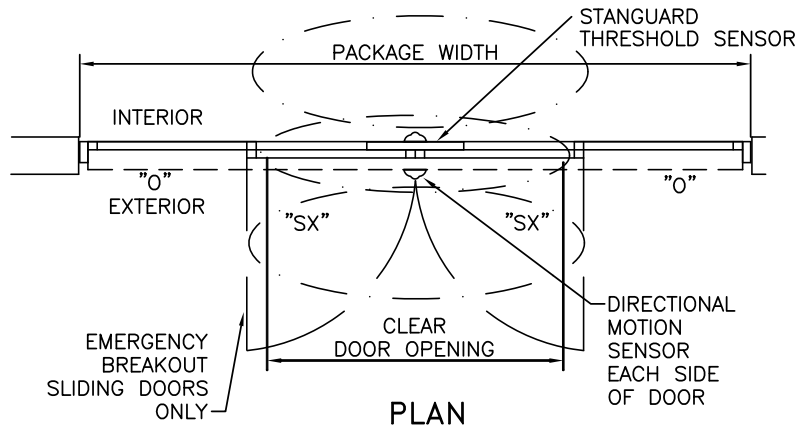 STANGUARD
THRESHOLD SENSOR
PACKAGE WIDTH
INTERIOR
"O"
"O"
EXTERIOR
"SX"
"SX"
CLEAR
DOOR OPENING
EMERGENCY
BREAKOUT
SLIDING DOORS
ONLY
DIRECTIONAL
MOTION
SENSOR
EACH SIDE
OF DOOR
PLAN